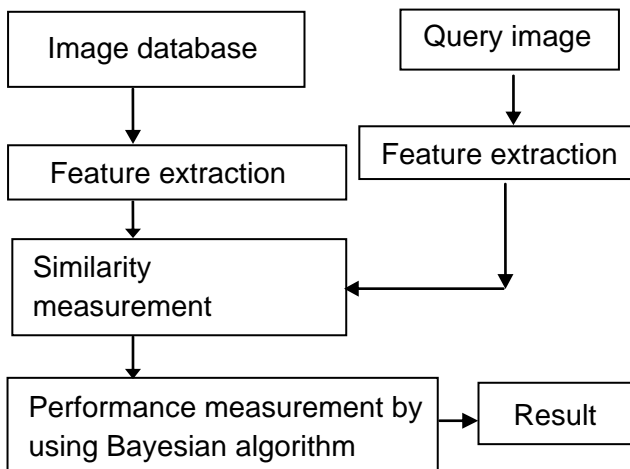 Image database
Query image
Feature extraction
Feature extraction
Similarity
measurement
Performance measurement by
using Bayesian algorithm
Result